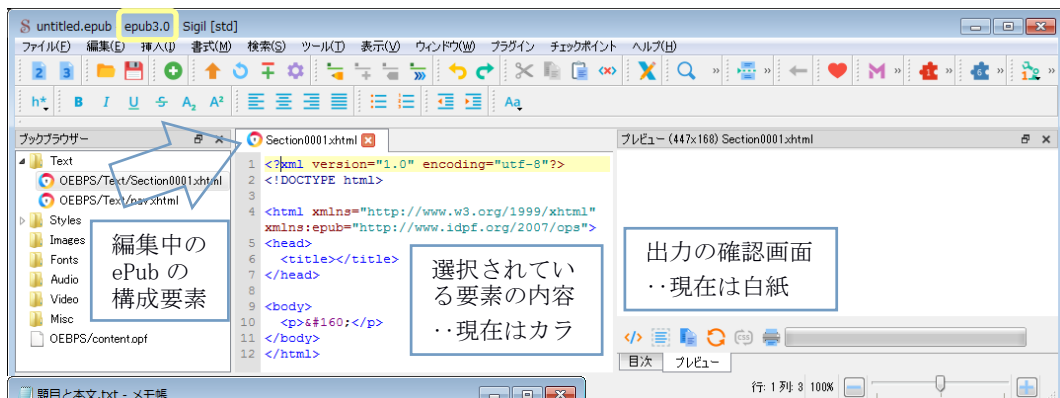 untitled.epub epub3.0 Sigil [std]
ファイル(F) 編集(E) 挿入(I) 書式(M) 検索(S) ツール(T) 表示(V) ウィンドウ(W) プラグイン チェックポイント ヘルプ(H)
h* B I U S A₂ A² Aą
ブックブラウザー
Section0001.xhtml
プレビュー (447×168) Section0001.xhtml
Text
OEBPS/Text/Section0001.xhtml
OEBPS/Text/nav.xhtml
Styles
Images
Fonts
Audio
Video
Misc
OEBPS/content.opf
編集中の
ePub の
構成要素
1 <?xml version="1.0" encoding="utf-8"?>
2 <!DOCTYPE html>
3
4 <html xmlns="http://www.w3.org/1999/xhtml"
xmlns:epub="http://www.idpf.org/2007/ops">
5 <head>
6 <title></title>
7 </head>
8
9 <body>
10 <p>&#160;</p>
11 </body>
12 </html>
選択されてい
る要素の内容
‥現在はカラ
出力の確認画面
‥現在は白紙
目次 プレビュー
行: 1 列: 3 100%
題目と本文.txt - メモ帳